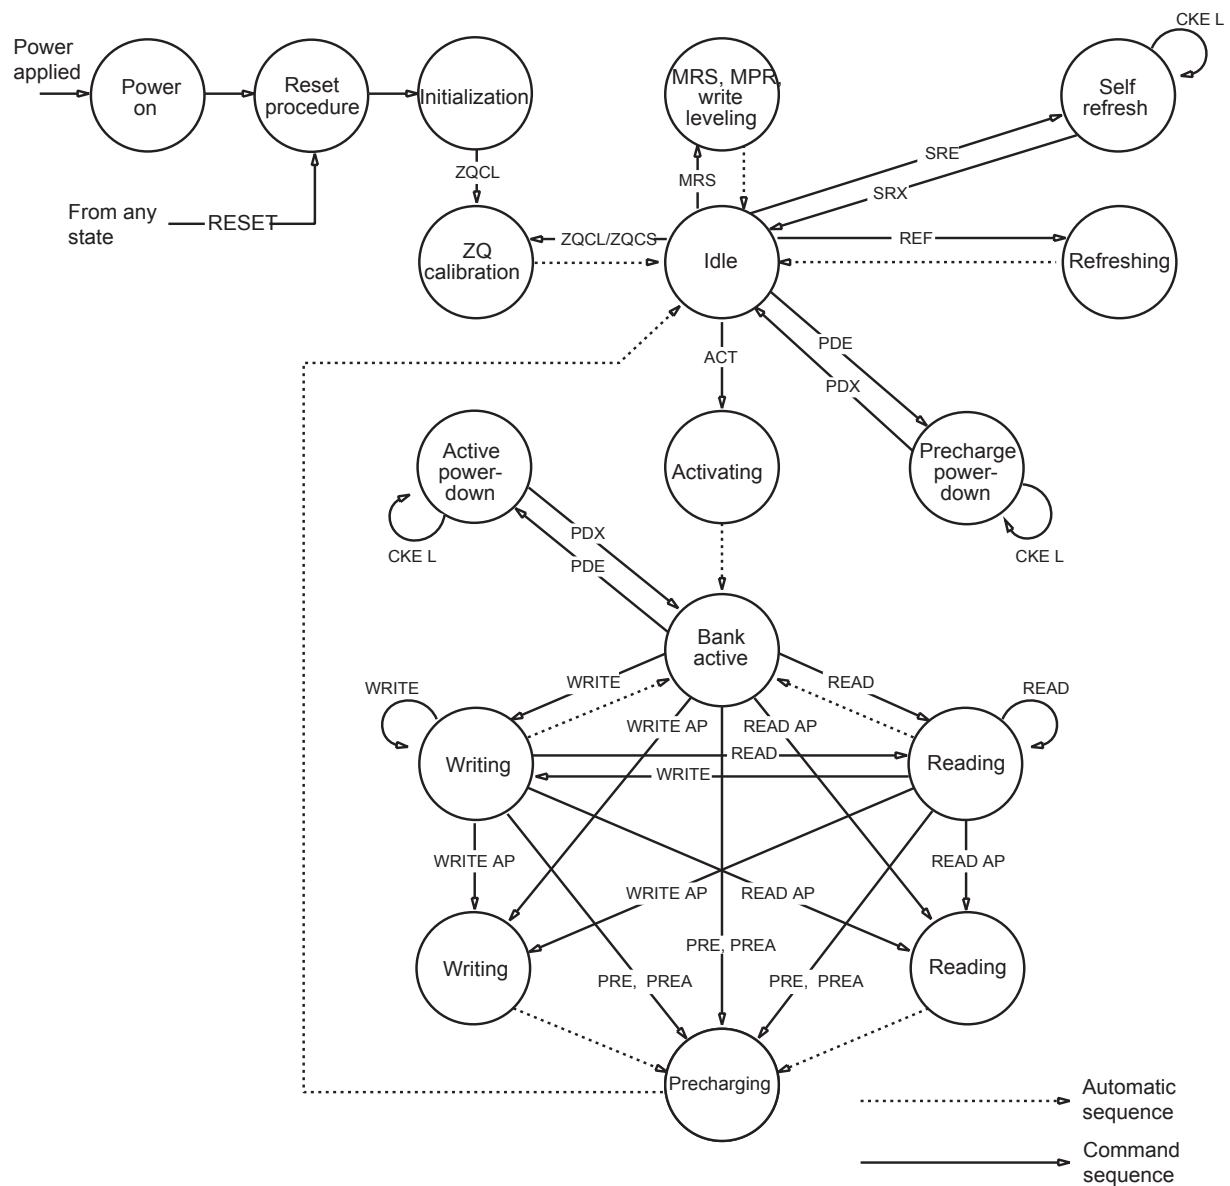 CKE L
Power
applied
Power
on
Reset
procedure
Initialization
MRS, MPR,
write
leveling
Self
refresh
SRE
ZQCL
MRS
SRX
From any
state
RESET
ZQ
calibration
ZQCL/ZQCS
Idle
REF
Refreshing
PDE
ACT
PDX
Active
power-
down
Activating
Precharge
power-
down
PDX
CKE L
PDE
CKE L
Bank
active
WRITE
WRITE
READ
READ
WRITE AP
READ AP
Writing
READ
Reading
WRITE
WRITE AP
READ AP
WRITE AP
READ AP
PRE, PREA
Writing
Reading
PRE, PREA
PRE, PREA
Precharging
Automatic
sequence
Command
sequence